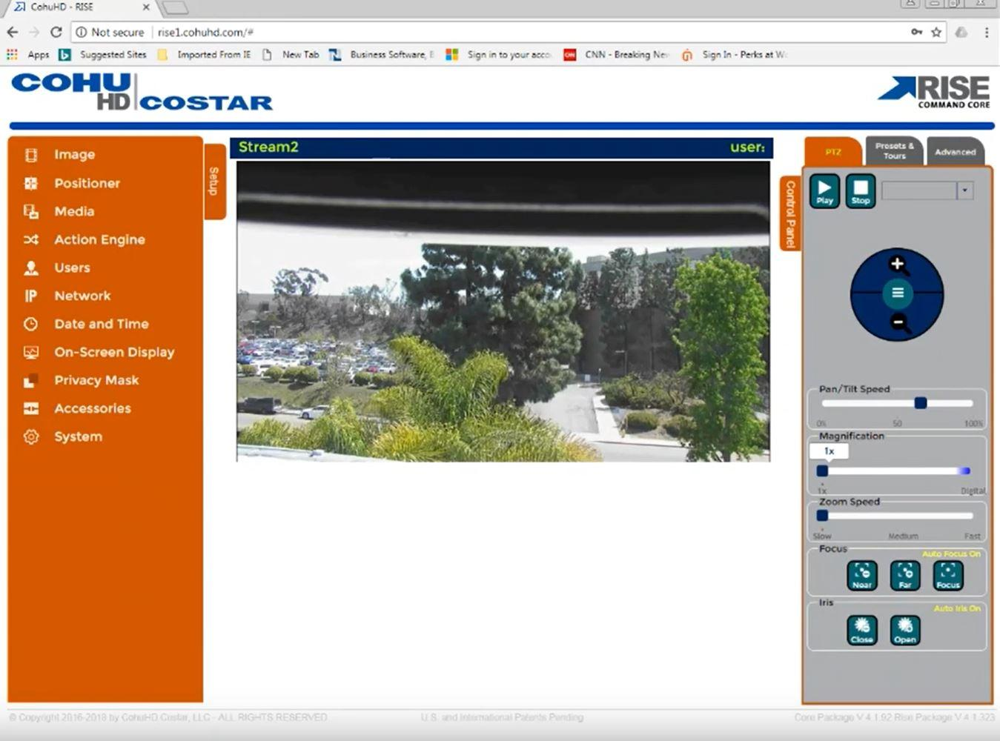 CohuHD - RISE
Not secure rise1.cohuhd.com/#
Apps Suggested Sites Imported From IE New Tab Business Software, Sign in to your acco CNN - Breaking Nev Sign In - Perks at Wo
COHU
HD COSTAR
RISE
COMMAND CORE
Image
Positioner
Media
Action Engine
Users
IP Network
Date and Time
On-Screen Display
Privacy Mask
Accessories
System
Setup
Stream2 user:
Control Panel
PTZ
Presets &
Tours
Advanced
Play Stop
Pan/Tilt Speed
0% 50 100%
Magnification
1x
1x Digital
Zoom Speed
Slow Medium Fast
Focus
Auto Focus On
Near Far Focus
Iris
Auto Iris On
Close Open
© Copyright 2016-2018 by CohuHD Costar, LLC - ALL RIGHTS RESERVED U.S. and International Patents Pending Core Package V 4.1.92 Rise Package V 4.1.323